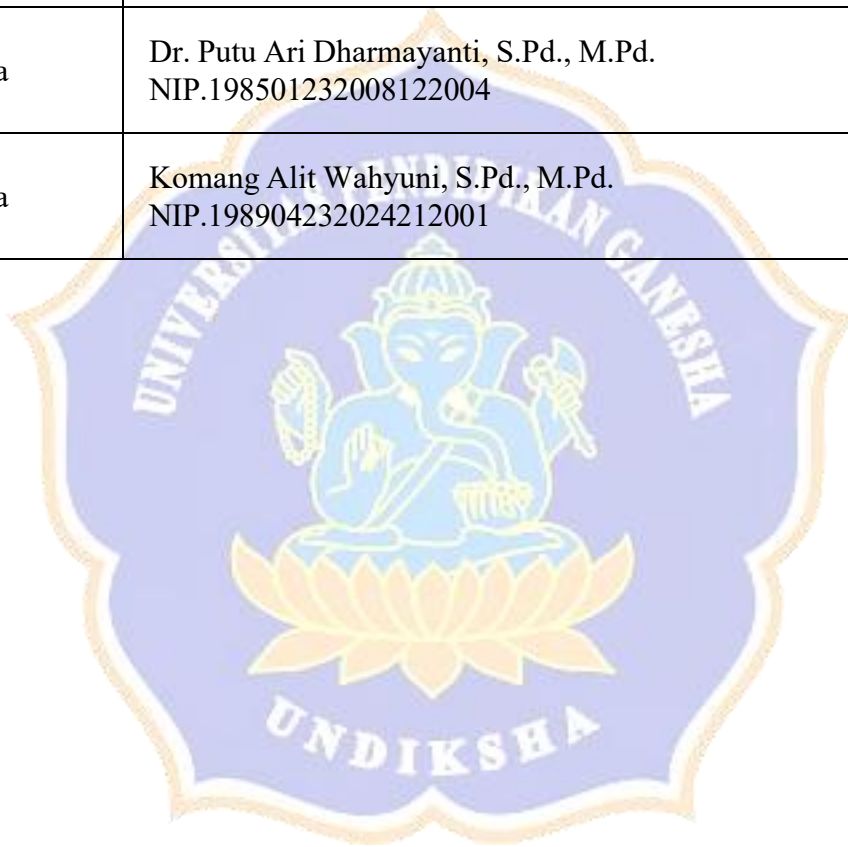 a
Dr. Putu Ari Dharmayanti, S.Pd., M.Pd.
NIP.198501232008122004
a
Komang Alit Wahyuni, S.Pd., M.Pd.
NIP.198904232024212001
UNIVERSITAS PENDIDIKAN GANESHA
UNDIKSHA